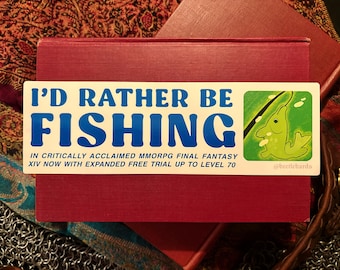 I'D RATHER BE
FISHING
IN CRITICALLY ACCLAIMED MMORPG FINAL FANTASY
XIV NOW WITH EXPANDED FREE TRIAL UP TO LEVEL 70